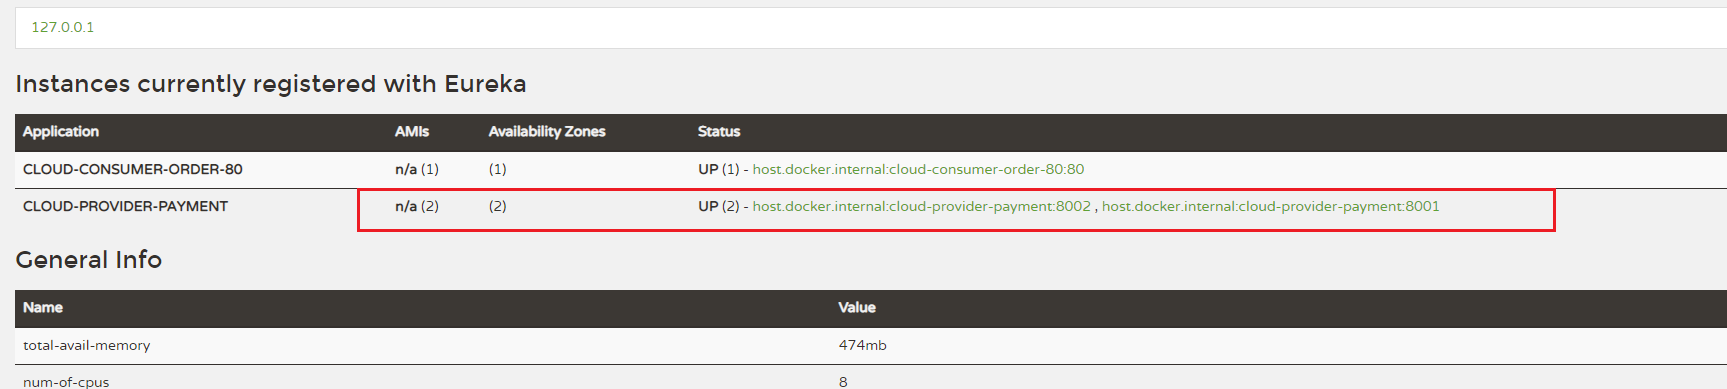 127.0.0.1
Instances currently registered with Eureka
Application AMIs Availability Zones Status
CLOUD-CONSUMER-ORDER-80 n/a (1) (1) UP (1) - host.docker.internal:cloud-consumer-order-80:80
CLOUD-PROVIDER-PAYMENT n/a (2) (2) UP (2) - host.docker.internal:cloud-provider-payment:8002 , host.docker.internal:cloud-provider-payment:8001
General Info
Name Value
total-avail-memory 474mb
num-of-cpus 8